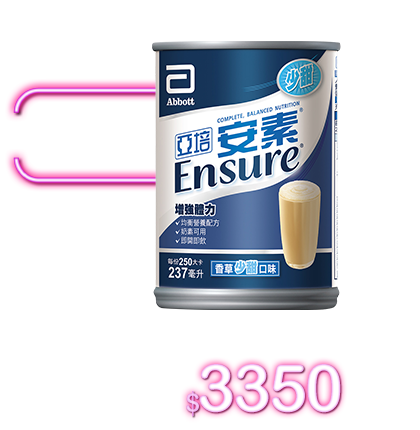 少甜
Abbott
COMPLETE, BALANCED NUTRITION®
亞培 安素®
Ensure®
增強體力
✓均衡營養配方
✓奶素可用
✓即開即飲
每份250大卡
237毫升
香草少甜口味
$3350